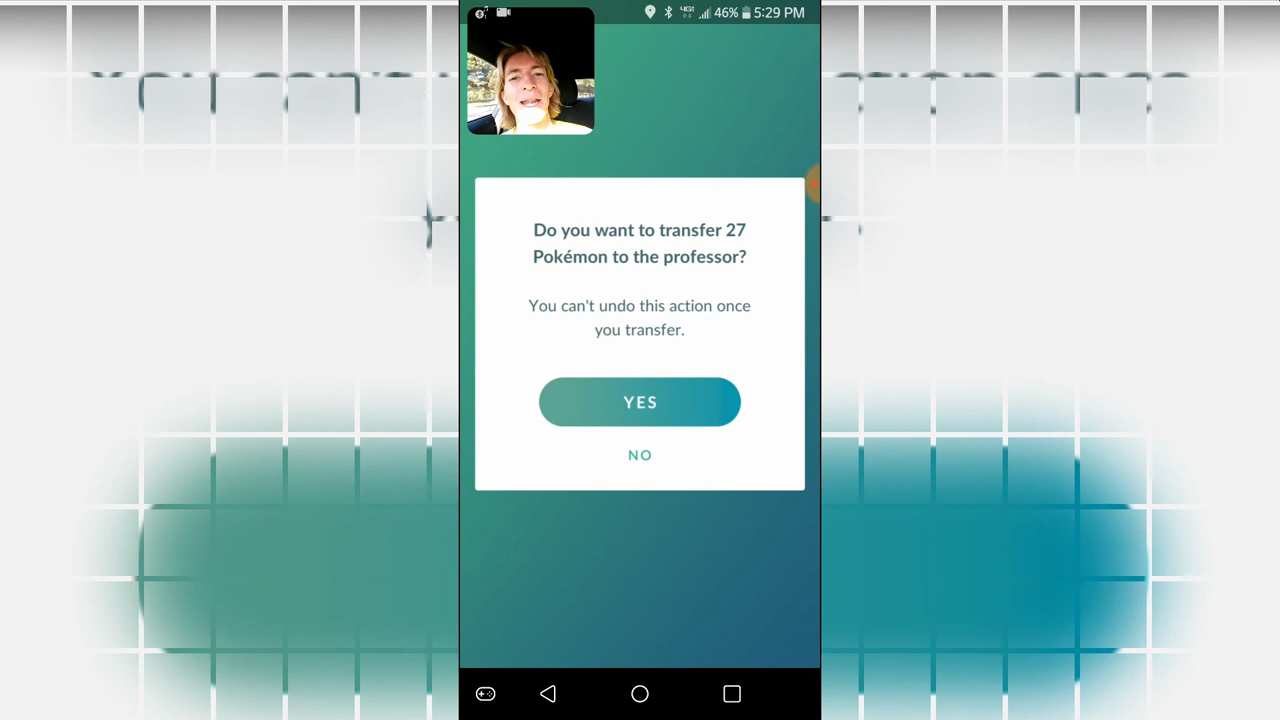 46% 5:29 PM
Do you want to transfer 27
Pokémon to the professor?
You can't undo this action once
you transfer.
YES
NO